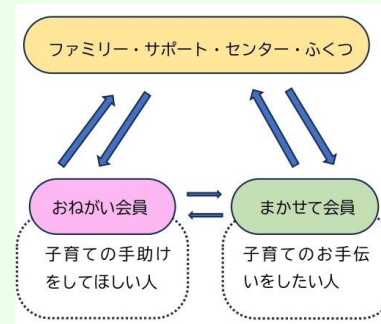 ファミリー・サポート・センター・ふくつ
おねがい会員
まかせて会員
子育ての手助け
をしてほしい人
子育てのお手伝
いをしたい人